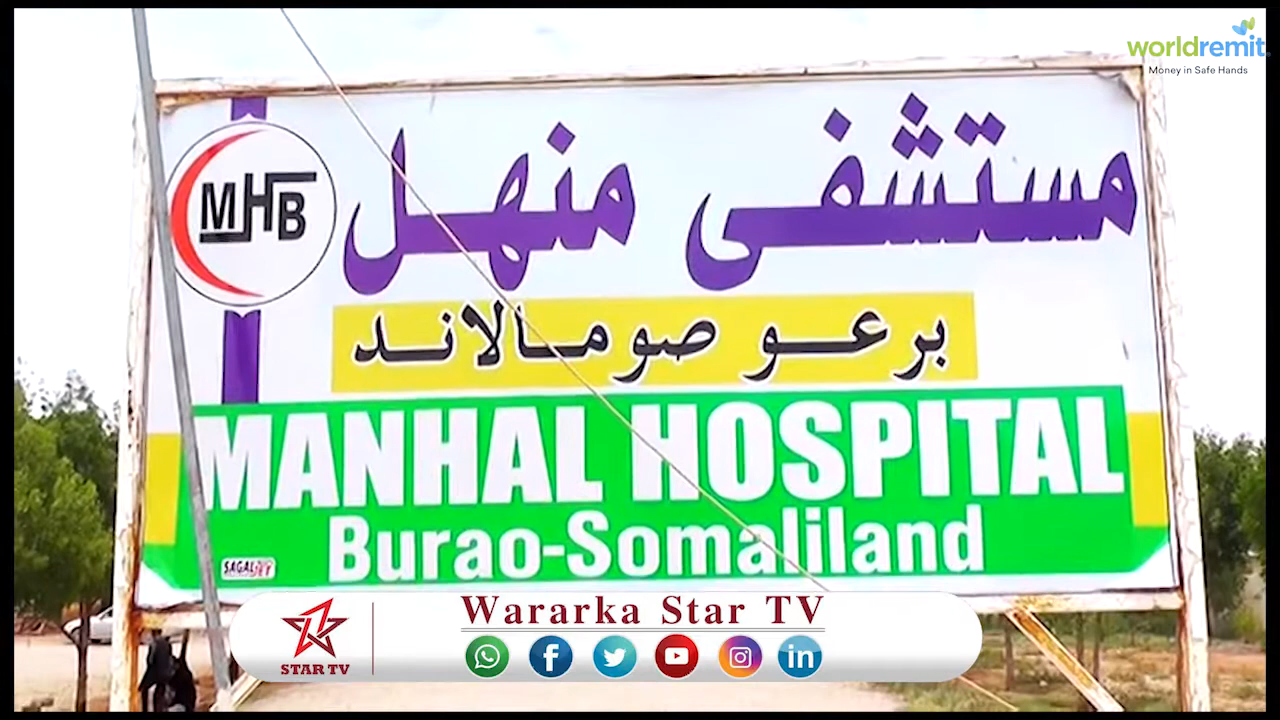 worldremit
Money in Safe Hands
مستشفى منهل
MHB
برعو صومالاند
MANHAL HOSPITAL
Burao-Somaliland
SAGALJET
Wararka Star TV
STAR TV